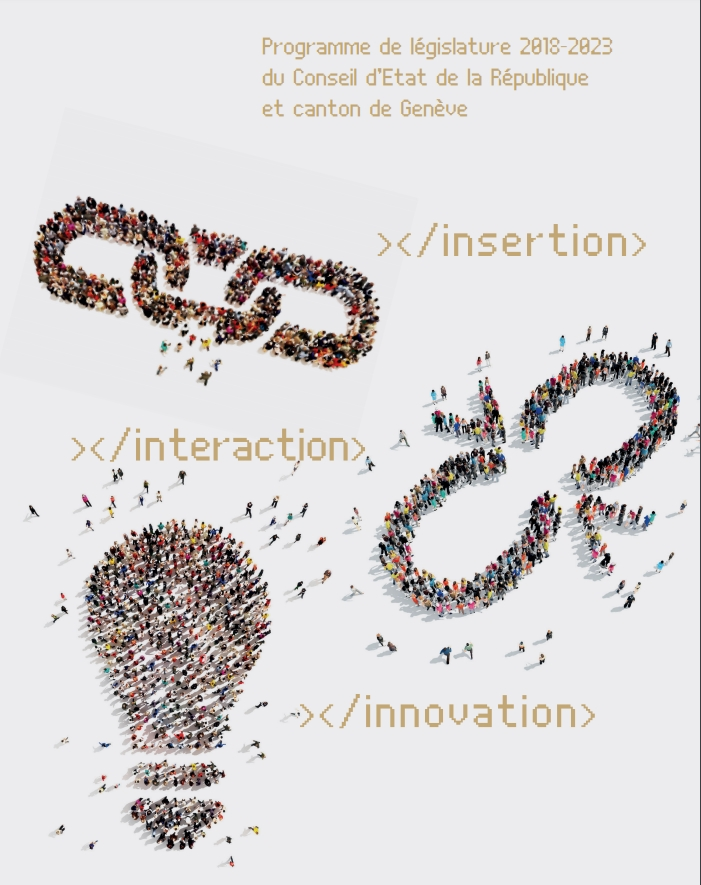 Programme de législature 2018-2023
du Conseil d'Etat de la République
et canton de Genève
></insertion>
></interaction>
></innovation>